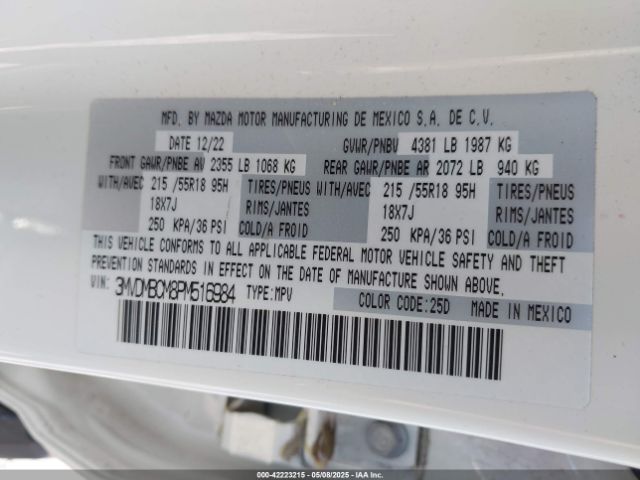 MFD. BY MAZDA MOTOR MANUFACTURING DE MEXICO S.A. DE C.V.
DATE 12/22 GVWR/PNBV 4381 LB 1987 KG
FRONT GAWR/PNBE AV 2355 LB 1068 KG REAR GAWR/PNBE AR 2072 LB 940 KG
WITH/AVEC 215 /55R18 95H TIRES/PNEUS WITH/AVEC 215 /55R18 95H TIRES/PNEUS
18X7J RIMS/JANTES 18X7J RIMS/JANTES
250 KPA/36 PSI COLD/A FROID 250 KPA/36 PSI COLD/A FROID
THIS VEHICLE CONFORMS TO ALL APPLICABLE FEDERAL MOTOR VEHICLE SAFETY AND THEFT
PREVENTION STANDARDS IN EFFECT ON THE DATE OF MANUFACTURE SHOWN ABOVE.
VIN: 3MVDMBCM8PM516984 TYPE:MPV
COLOR CODE:25D MADE IN MEXICO
000-42223215 - 05/08/2025 - IAAI.COM